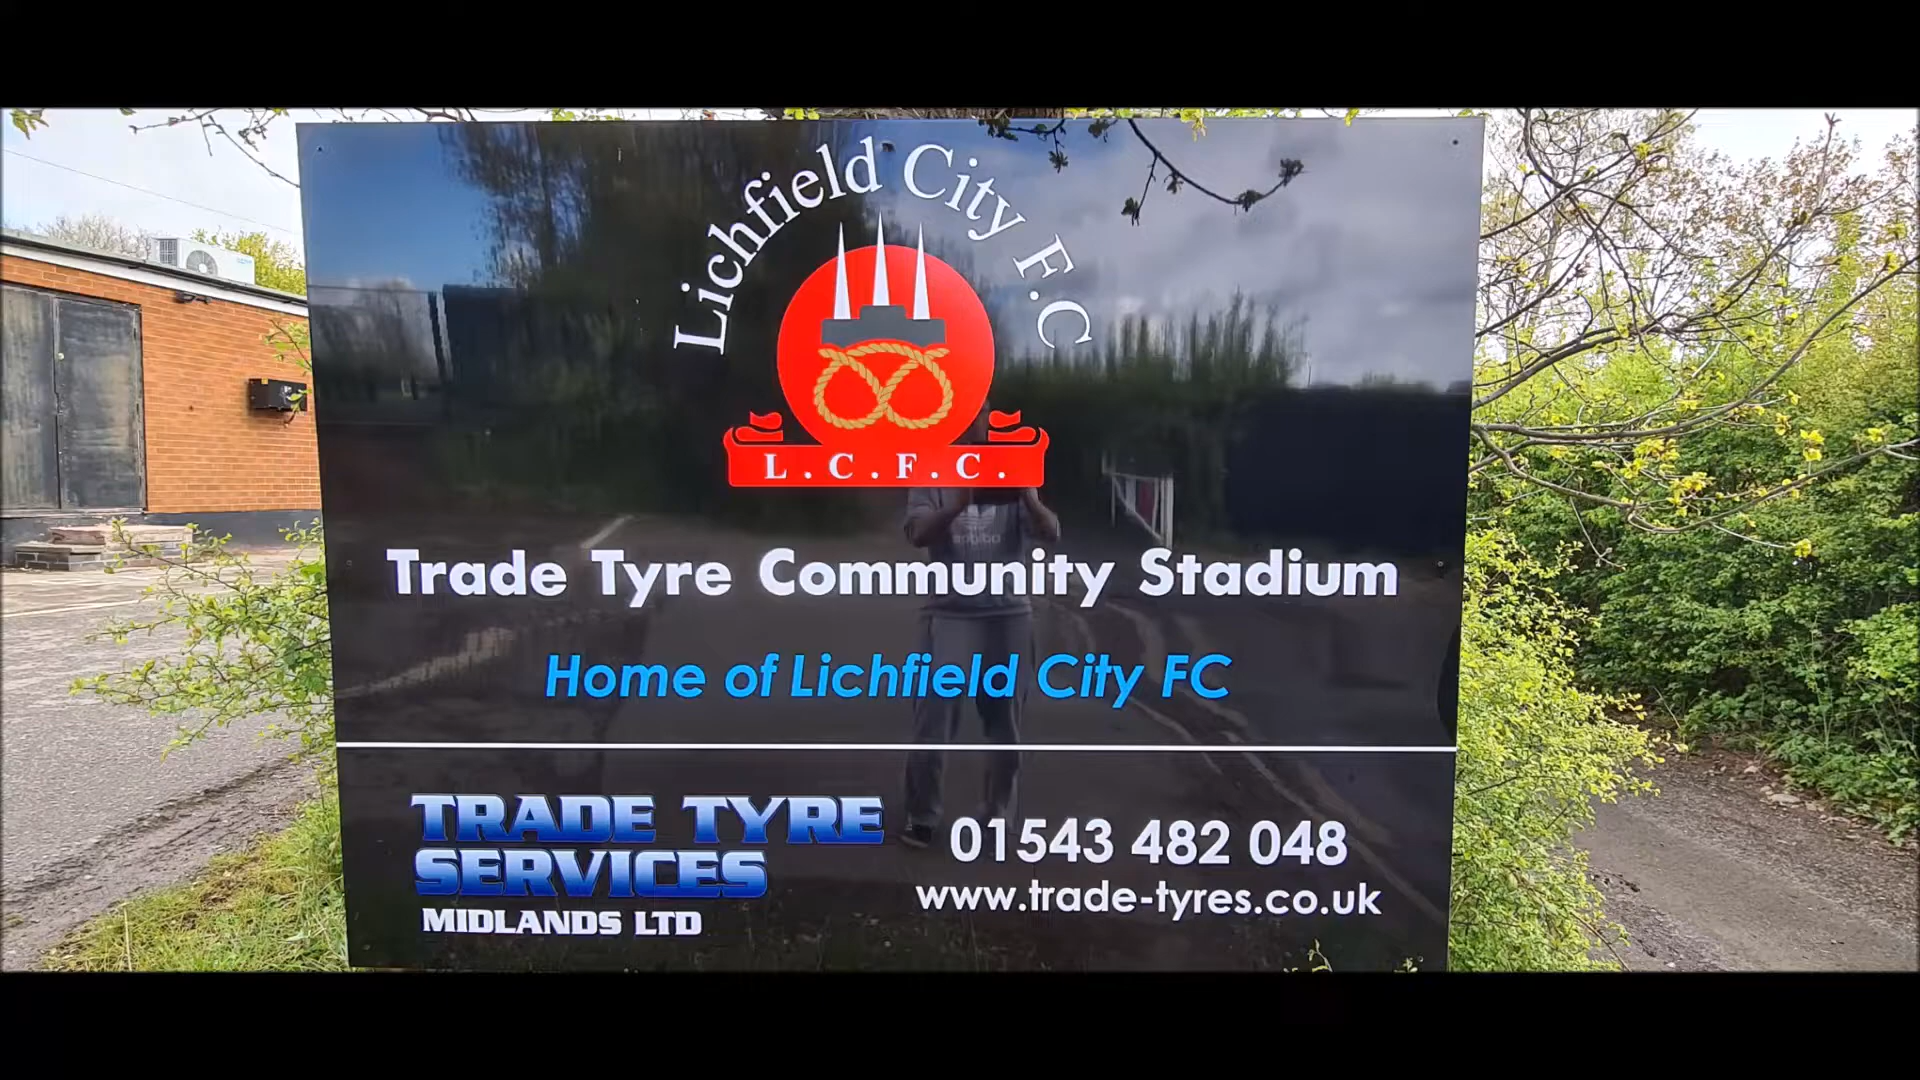 Lichfield City F.C
L.C.F.C.
Trade Tyre Community Stadium
Home of Lichfield City FC
TRADE TYRE
SERVICES
MIDLANDS LTD
01543 482 048
www.trade-tyres.co.uk